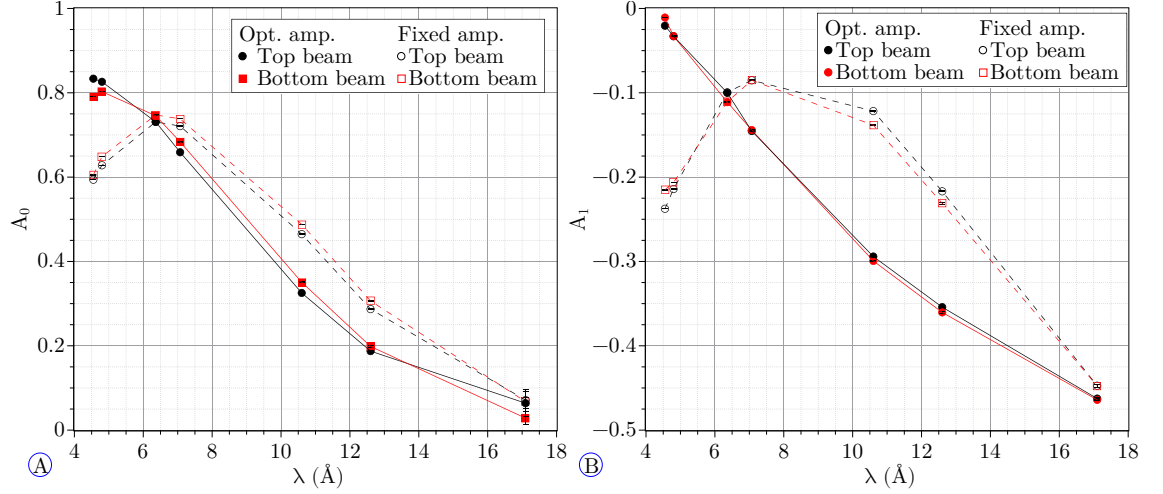 1
0.8
0.6
0.4
0.2
0
A₀
4 6 8 10 12 14 16 18
λ (Å)
Opt. amp. Fixed amp.
Top beam Top beam
Bottom beam Bottom beam
A
0
−0.1
−0.2
−0.3
−0.4
−0.5
A₁
4 6 8 10 12 14 16 18
λ (Å)
Opt. amp. Fixed amp.
Top beam Top beam
Bottom beam Bottom beam
B